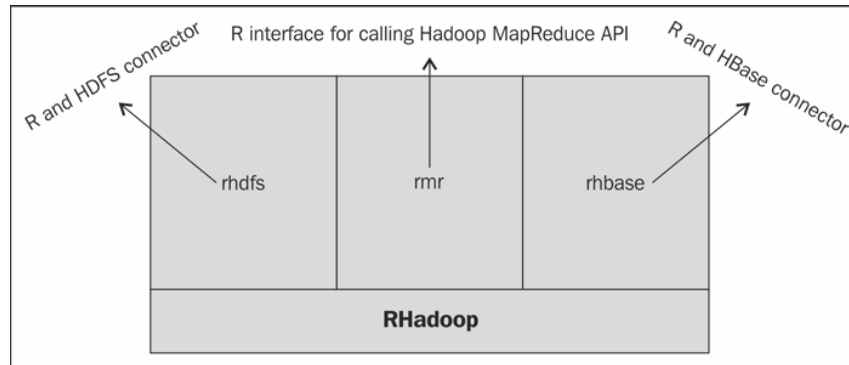 R and HDFS connector
R interface for calling Hadoop MapReduce API
R and HBase connector
rhdfs
rmr
rhbase
RHadoop